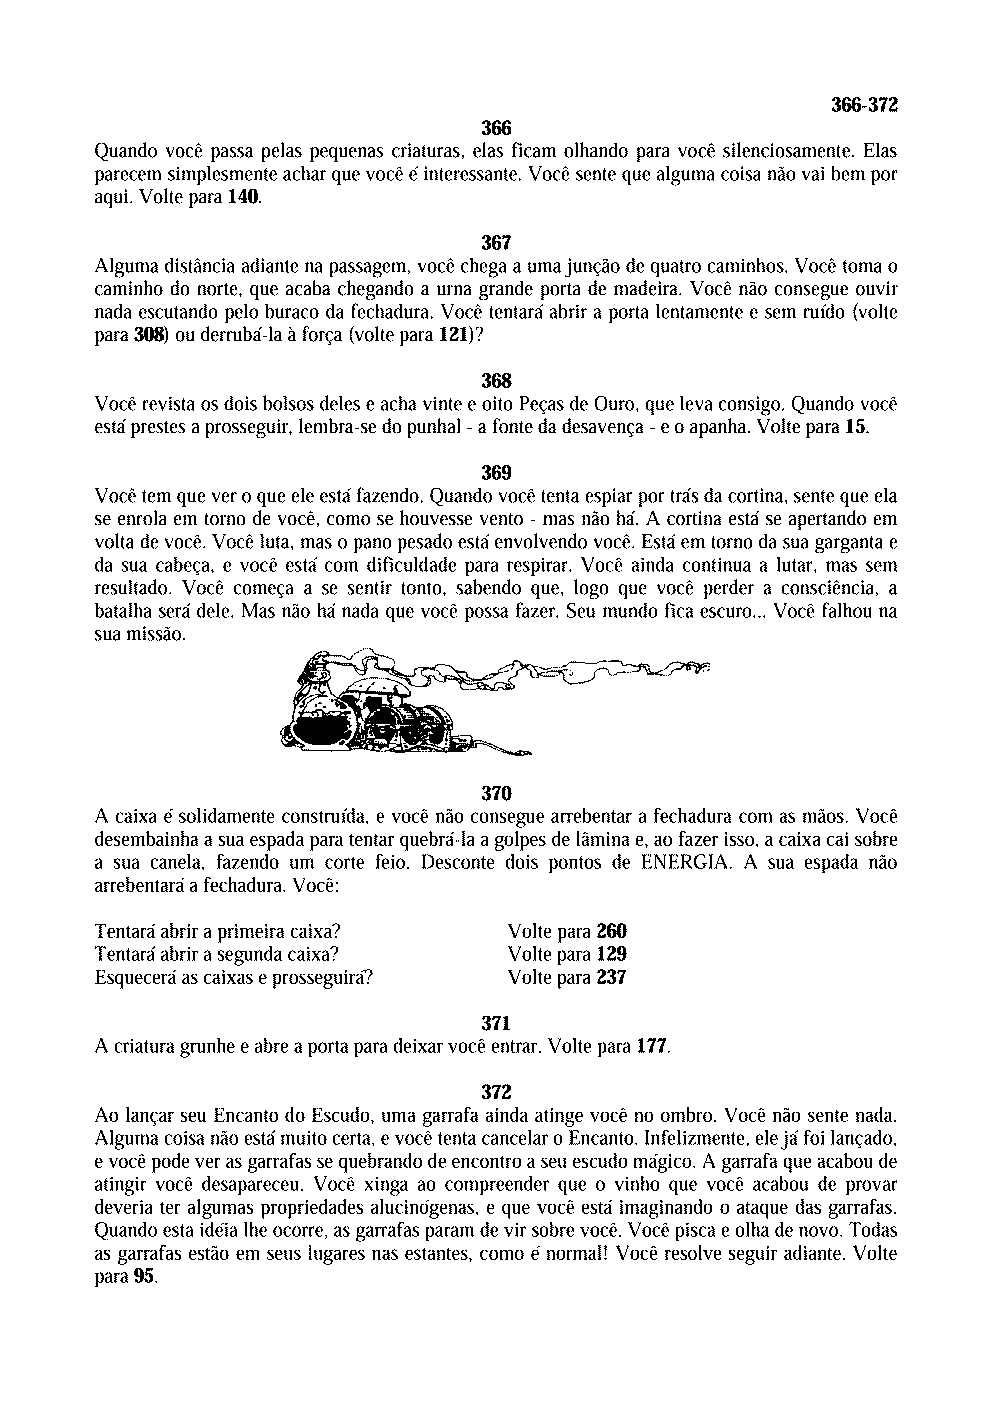 366-372
366
Quando você passa pelas pequenas criaturas, elas ficam olhando para você silenciosamente. Elas
parecem simplesmente achar que você é interessante. Você sente que alguma coisa não vai bem por
aqui. Volte para 140.
367
Alguma distância adiante na passagem, você chega a uma junção de quatro caminhos. Você toma o
caminho do norte, que acaba chegando a urna grande porta de madeira. Você não consegue ouvir
nada escutando pelo buraco da fechadura. Você tentará abrir a porta lentamente e sem ruído (volte
para 308) ou derrubá-la à força (volte para 121)?
368
Você revista os dois bolsos deles e acha vinte e oito Peças de Ouro, que leva consigo. Quando você
está prestes a prosseguir, lembra-se do punhal - a fonte da desavença - e o apanha. Volte para 15.
369
Você tem que ver o que ele está fazendo. Quando você tenta espiar por trás da cortina, sente que ela
se enrola em torno de você, como se houvesse vento - mas não há. A cortina está se apertando em
volta de você. Você luta, mas o pano pesado está envolvendo você. Está em torno da sua garganta e
da sua cabeça, e você está com dificuldade para respirar. Você ainda continua a lutar, mas sem
resultado. Você começa a se sentir tonto, sabendo que, logo que você perder a consciência, a
batalha será dele. Mas não há nada que você possa fazer. Seu mundo fica escuro... Você falhou na
sua missão.
370
A caixa é solidamente construída, e você não consegue arrebentar a fechadura com as mãos. Você
desembainha a sua espada para tentar quebrá-la a golpes de lâmina e, ao fazer isso, a caixa cai sobre
a sua canela, fazendo um corte feio. Desconte dois pontos de ENERGIA. A sua espada não
arrebentará a fechadura. Você:
Tentará abrir a primeira caixa? Volte para 260
Tentará abrir a segunda caixa? Volte para 129
Esquecerá as caixas e prosseguirá? Volte para 237
371
A criatura grunhe e abre a porta para deixar você entrar. Volte para 177.
372
Ao lançar seu Encanto do Escudo, uma garrafa ainda atinge você no ombro. Você não sente nada.
Alguma coisa não está muito certa, e você tenta cancelar o Encanto. Infelizmente, ele já foi lançado,
e você pode ver as garrafas se quebrando de encontro a seu escudo mágico. A garrafa que acabou de
atingir você desapareceu. Você xinga ao compreender que o vinho que você acabou de provar
deveria ter algumas propriedades alucinógenas, e que você está imaginando o ataque das garrafas.
Quando esta idéia lhe ocorre, as garrafas param de vir sobre você. Você pisca e olha de novo. Todas
as garrafas estão em seus lugares nas estantes, como é normal! Você resolve seguir adiante. Volte
para 95.